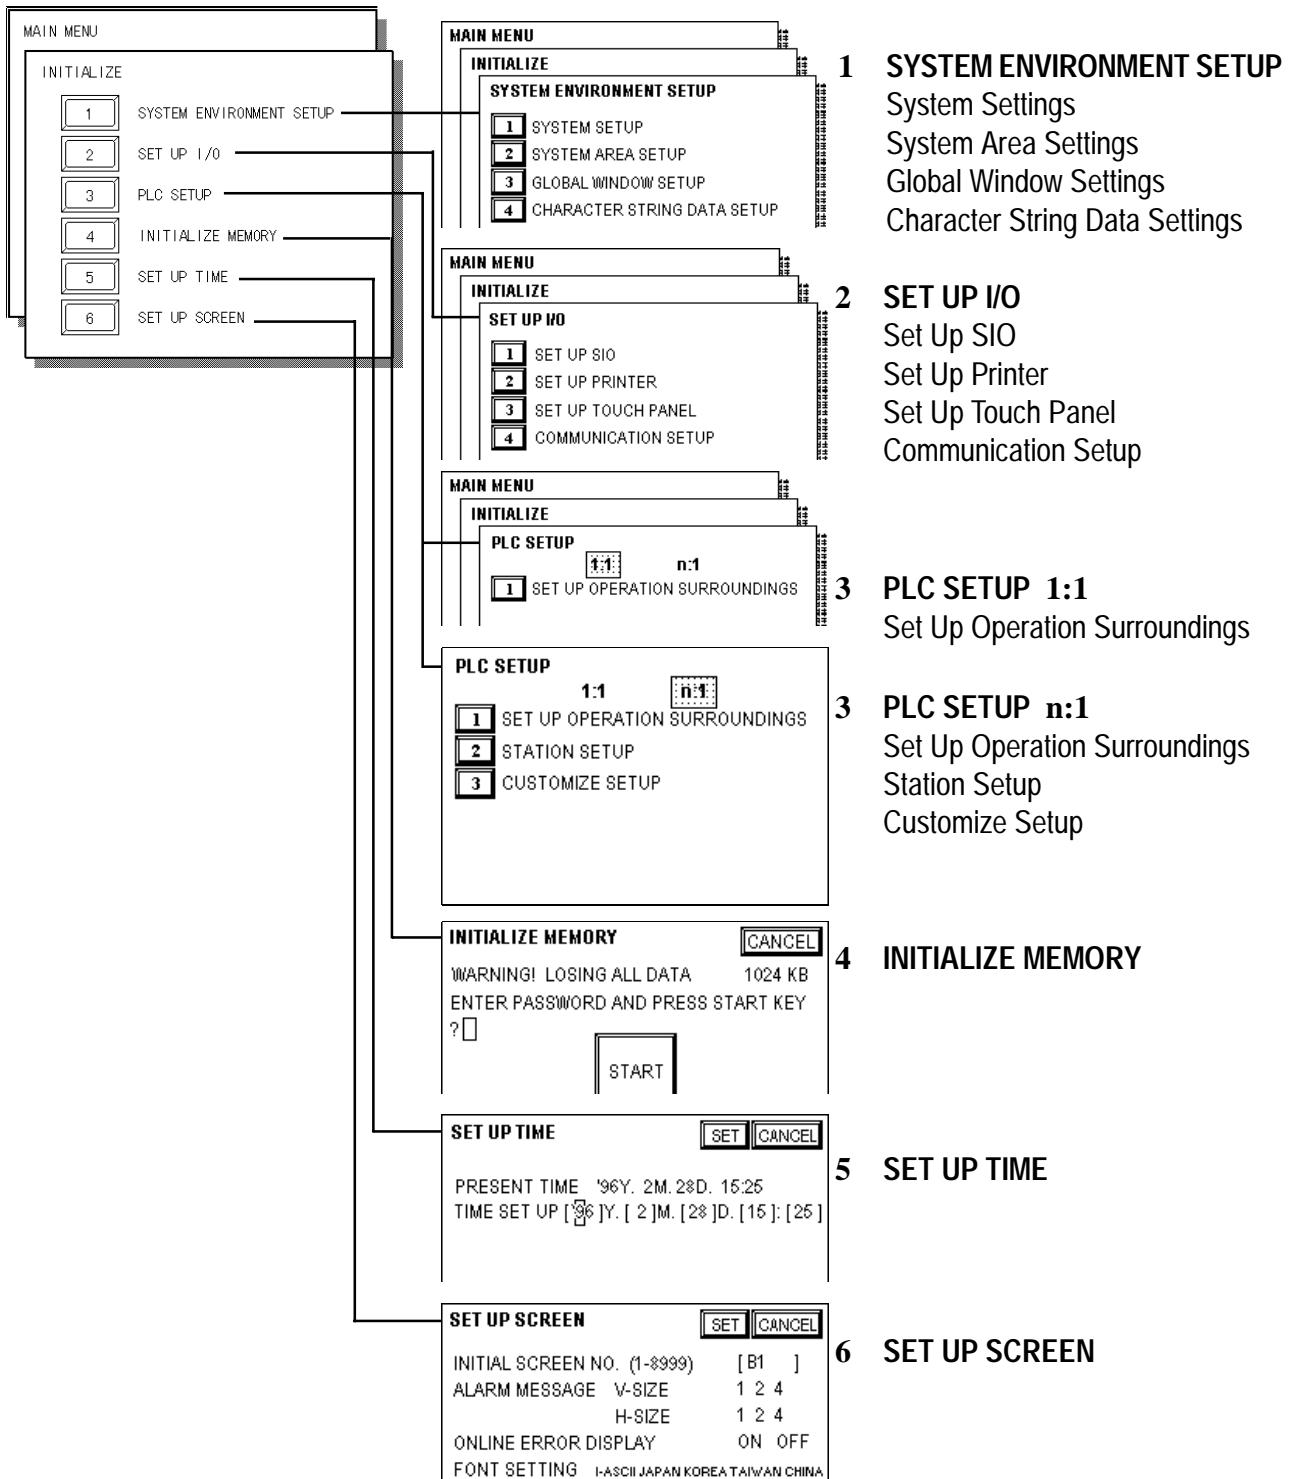 MAIN MENU
INITIALIZE
1 SYSTEM ENVIRONMENT SETUP
2 SET UP I/O
3 PLC SETUP
4 INITIALIZE MEMORY
5 SET UP TIME
6 SET UP SCREEN
MAIN MENU
INITIALIZE
SYSTEM ENVIRONMENT SETUP
1 SYSTEM SETUP
2 SYSTEM AREA SETUP
3 GLOBAL WINDOW SETUP
4 CHARACTER STRING DATA SETUP
1 SYSTEM ENVIRONMENT SETUP
System Settings
System Area Settings
Global Window Settings
Character String Data Settings
MAIN MENU
INITIALIZE
SET UP I/O
1 SET UP SIO
2 SET UP PRINTER
3 SET UP TOUCH PANEL
4 COMMUNICATION SETUP
2 SET UP I/O
Set Up SIO
Set Up Printer
Set Up Touch Panel
Communication Setup
MAIN MENU
INITIALIZE
PLC SETUP
1:1 n:1
1 SET UP OPERATION SURROUNDINGS
3 PLC SETUP 1:1
Set Up Operation Surroundings
PLC SETUP
1:1 n:1
1 SET UP OPERATION SURROUNDINGS
2 STATION SETUP
3 CUSTOMIZE SETUP
3 PLC SETUP n:1
Set Up Operation Surroundings
Station Setup
Customize Setup
INITIALIZE MEMORY CANCEL
WARNING! LOSING ALL DATA 1024 KB
ENTER PASSWORD AND PRESS START KEY
?
START
4 INITIALIZE MEMORY
SET UP TIME SET CANCEL
PRESENT TIME '96Y. 2M. 28D. 15:25
TIME SET UP ['96 ]Y. [ 2 ]M. [28 ]D. [15 ]: [25 ]
5 SET UP TIME
SET UP SCREEN SET CANCEL
INITIAL SCREEN NO. (1-8999) [ B1 ]
ALARM MESSAGE V-SIZE 1 2 4
H-SIZE 1 2 4
ONLINE ERROR DISPLAY ON OFF
FONT SETTING I-ASCII JAPAN KOREA TAIWAN CHINA
6 SET UP SCREEN